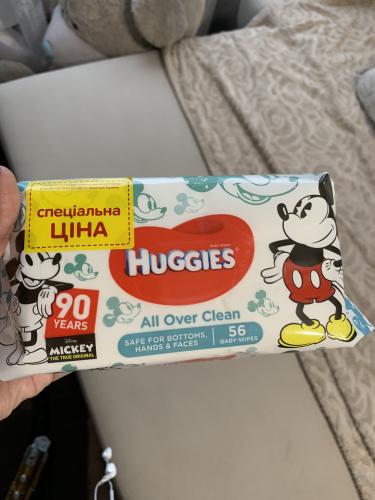 спеціальна
ЦІНА
HUGGIES
All Over Clean
SAFE FOR BOTTOMS,
HANDS & FACES
56
BABY WIPES
90
YEARS
Disney
MICKEY
THE TRUE ORIGINAL